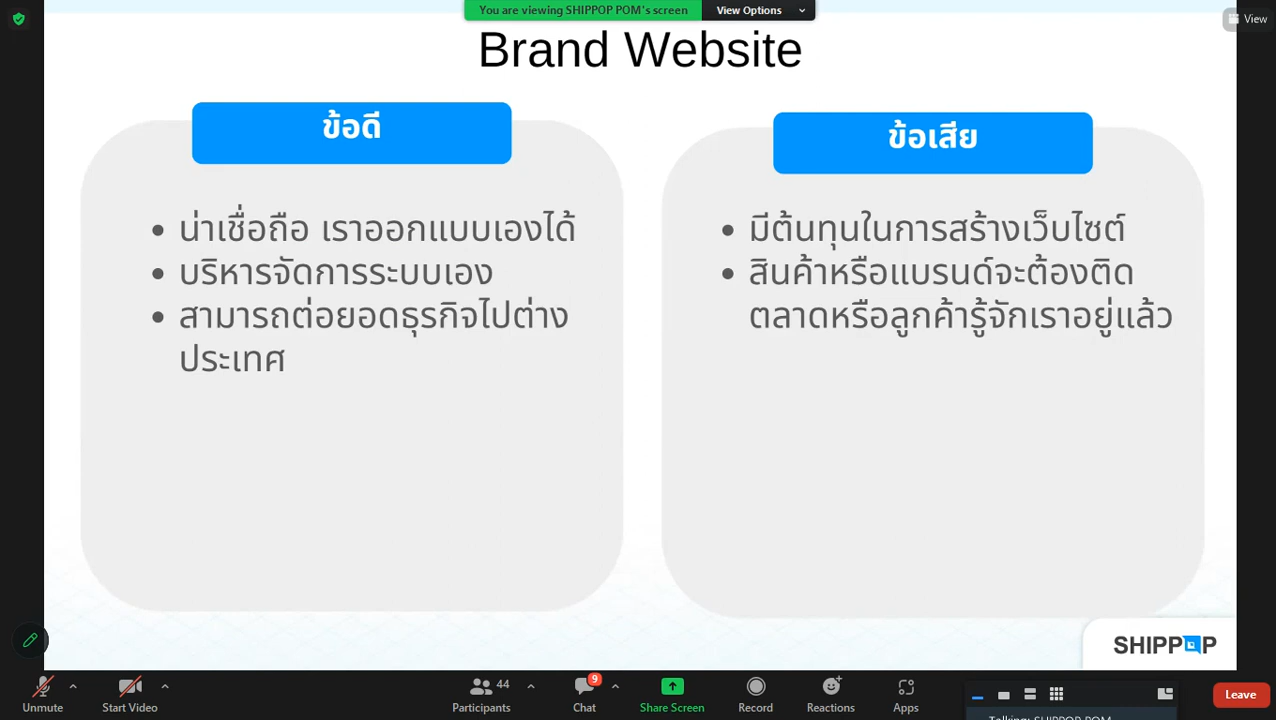 You are viewing SHIPPOP POM's screen
View Options
View
Brand Website
ข้อดี
น่าเชื่อถือ เราออกแบบเองได้
บริหารจัดการระบบเอง
สามารถต่อยอดธุรกิจไปต่าง
ประเทศ
ข้อเสีย
มีต้นทุนในการสร้างเว็บไซต์
สินค้าหรือแบรนด์จะต้องติด
ตลาดหรือลูกค้ารู้จักเราอยู่แล้ว
SHIPPOP
Unmute
Start Video
44
Participants
9
Chat
Share Screen
Record
Reactions
Apps
Talking: SHIPPOP POM
Leave